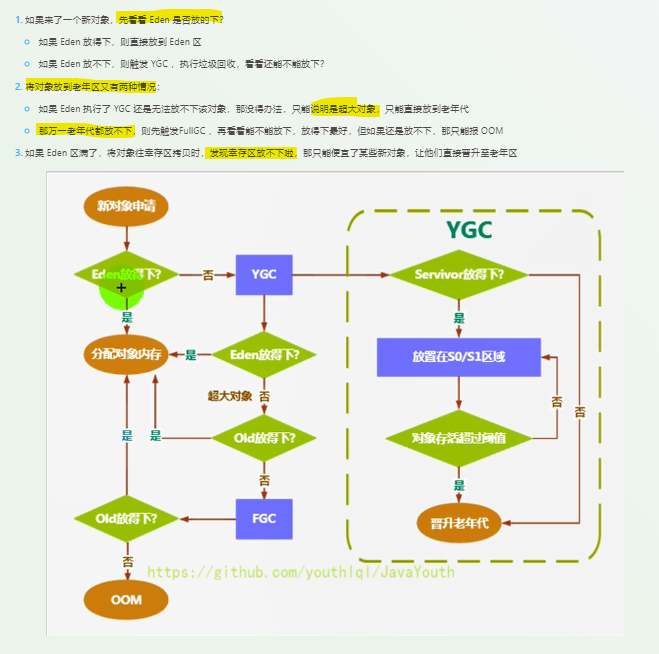 1. 如果来了一个新对象，先看看 Eden 是否放的下？
如果 Eden 放得下，则直接放到 Eden 区
如果 Eden 放不下，则触发 YGC ，执行垃圾回收，看看还能不能放下？
2. 将对象放到老年区又有两种情况：
如果 Eden 执行了 YGC 还是无法放不下该对象，那没得办法，只能说明是超大对象，只能直接放到老年代
那万一老年代都放不下，则先触发FullGC ，再看看能不能放下，放得下最好，但如果还是放不下，那只能报 OOM
3. 如果 Eden 区满了，将对象往幸存区拷贝时，发现幸存区放不下啦，那只能便宜了某些新对象，让他们直接晋升至老年区
新对象申请
YGC
Eden放得下?
否
YGC
Servivor放得下?
是
是
分配对象内存
是
Eden放得下?
放置在S0/S1区域
超大对象
否
否
否
是
是
Old放得下?
对象存活超过阈值
否
是
Old放得下?
FGC
晋升老年代
否
https://github.com/youthlql/JavaYouth
OOM